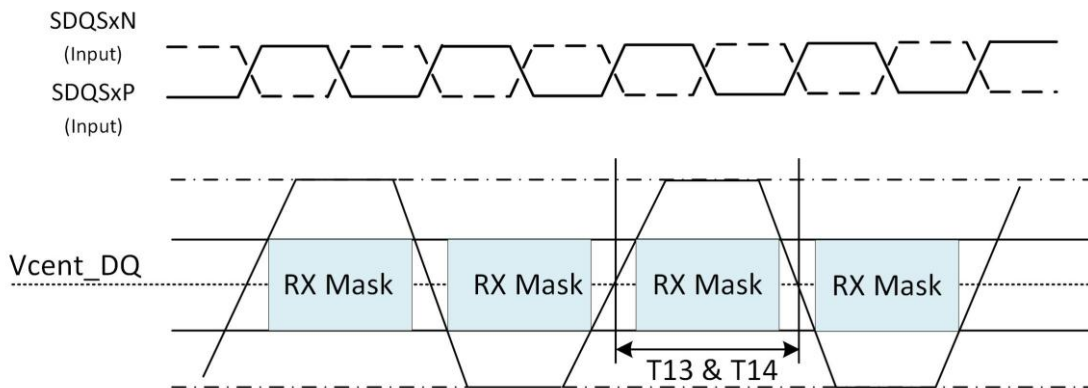 SDQSxN
(Input)
SDQSxP
(Input)
Vcent_DQ
RX Mask
RX Mask
RX Mask
RX Mask
T13 & T14